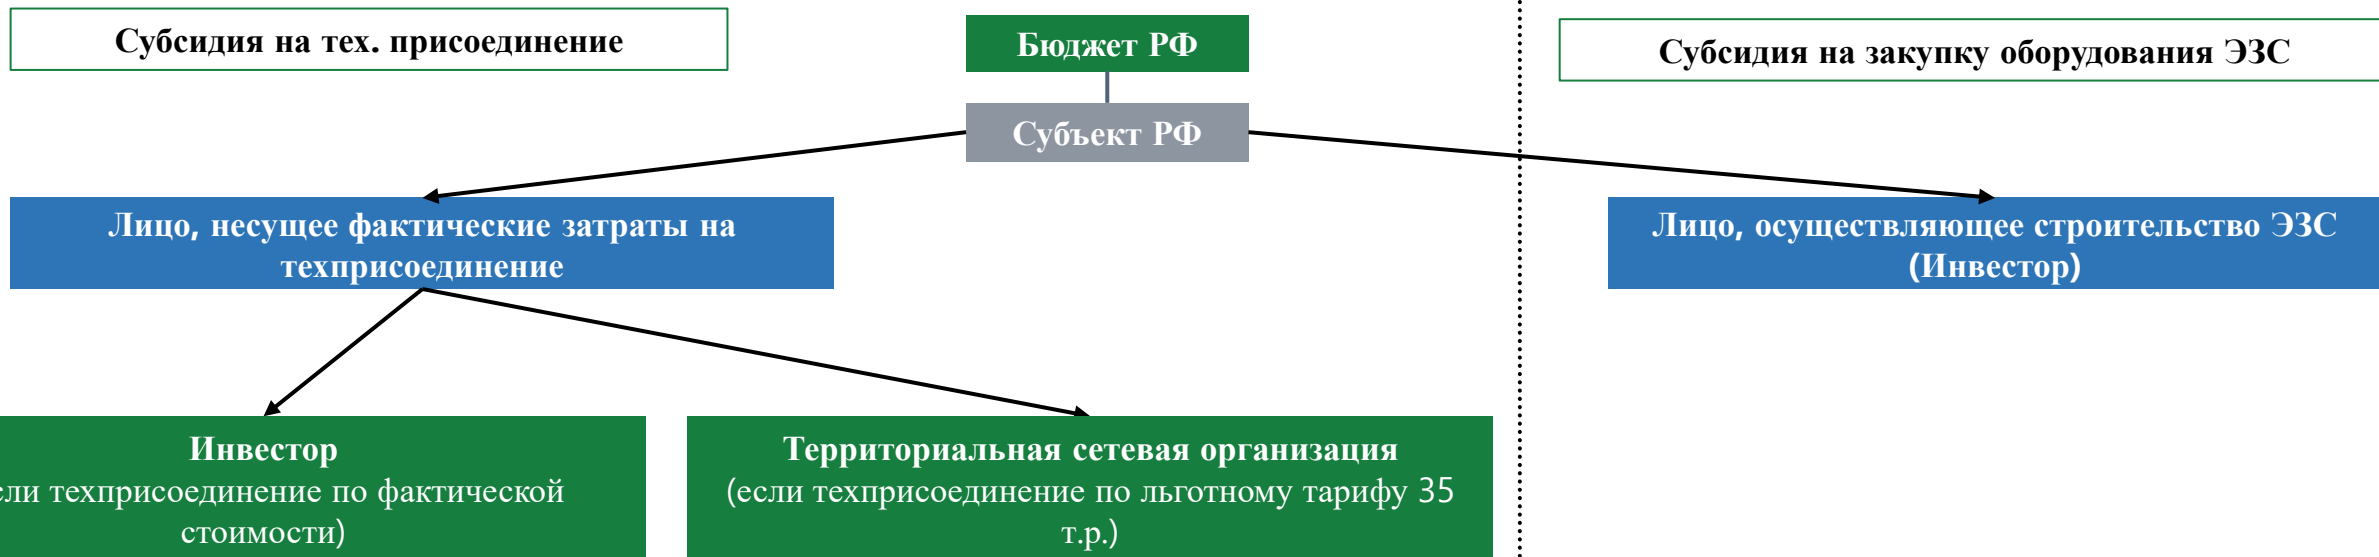 Субсидия на тех. присоединение
Бюджет РФ
Субсидия на закупку оборудования ЭЗС
Субъект РФ
Лицо, несущее фактические затраты на
техприсоединение
Лицо, осуществляющее строительство ЭЗС
(Инвестор)
Инвестор
техприсоединение по фактической
стоимости)
Территориальная сетевая организация
(если техприсоединение по льготному тарифу 35
т.р.)